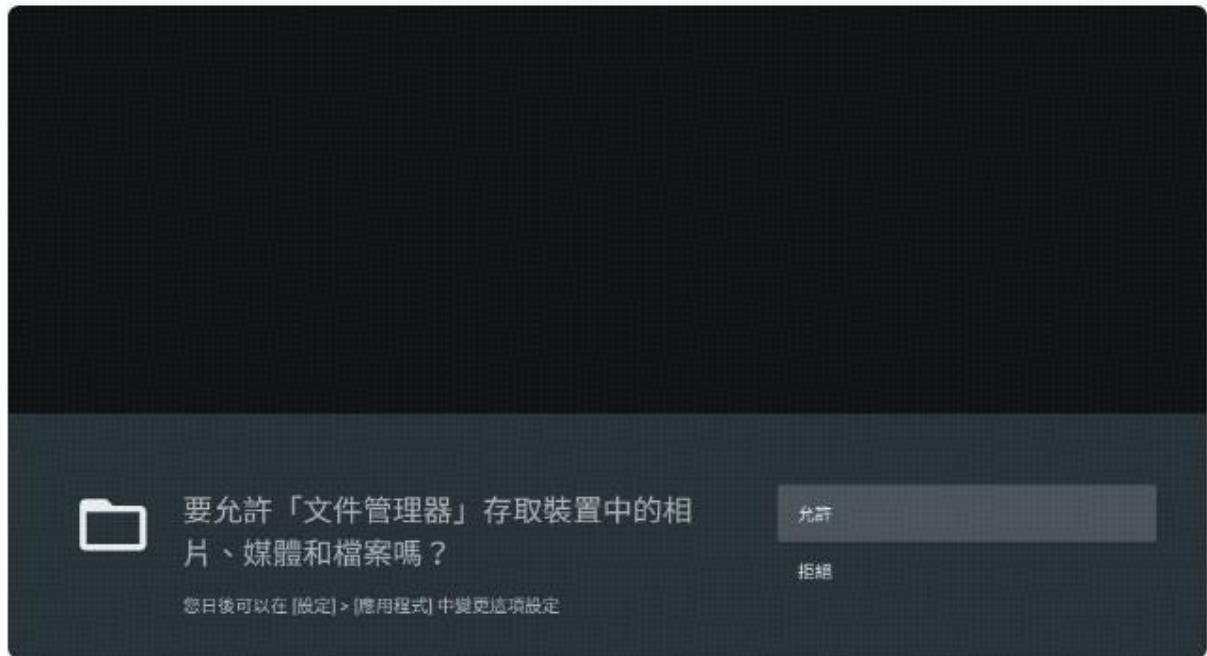 要允許「文件管理器」存取裝置中的相
片、媒體和檔案嗎？
您日後可以在 [設定] > [應用程式] 中變更這項設定
允許
拒絕